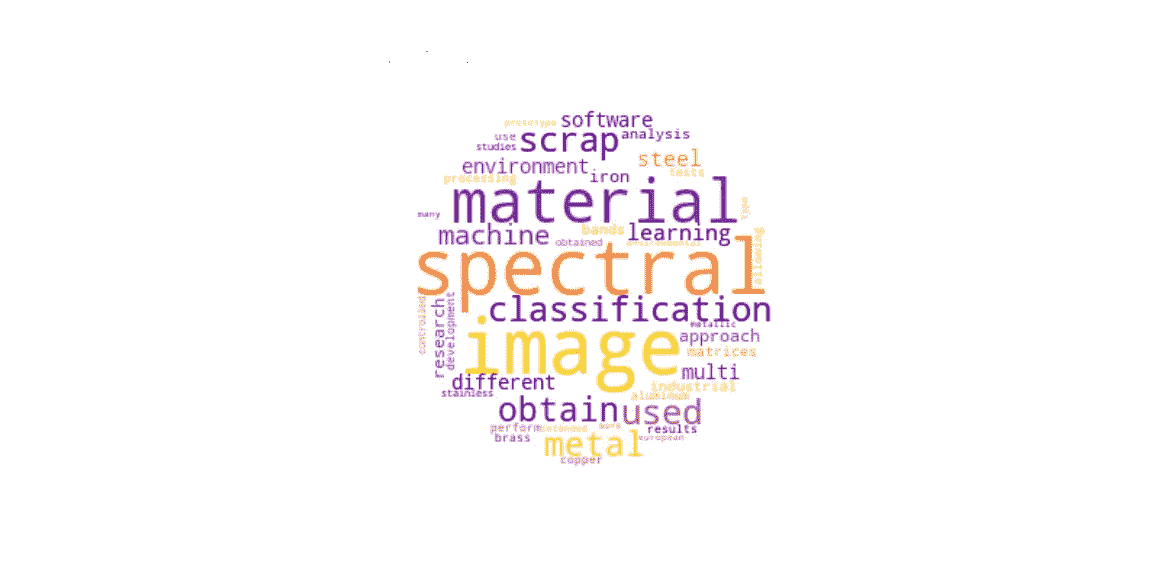 prototype software
use scrap analysis
studies
environment steel
processing iron tests
material
many
machine bands learning
obtained environmental
spectral
allowing
classification
controlled
research
development
metallic
image approach
matrices
different multi
stainless industrial
aluminum
obtain used
perform results
brass european
metal
copper